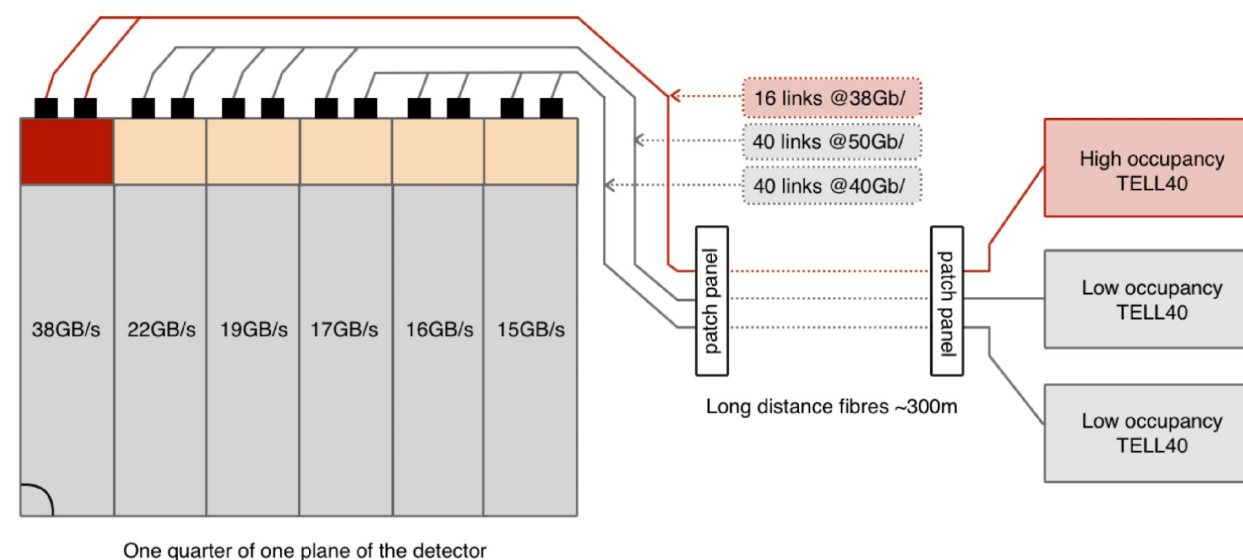 16 links @38Gb/
40 links @50Gb/
40 links @40Gb/
High occupancy
TELL40
Low occupancy
TELL40
Low occupancy
TELL40
patch panel
patch panel
38GB/s
22GB/s
19GB/s
17GB/s
16GB/s
15GB/s
Long distance fibres ~300m
One quarter of one plane of the detector